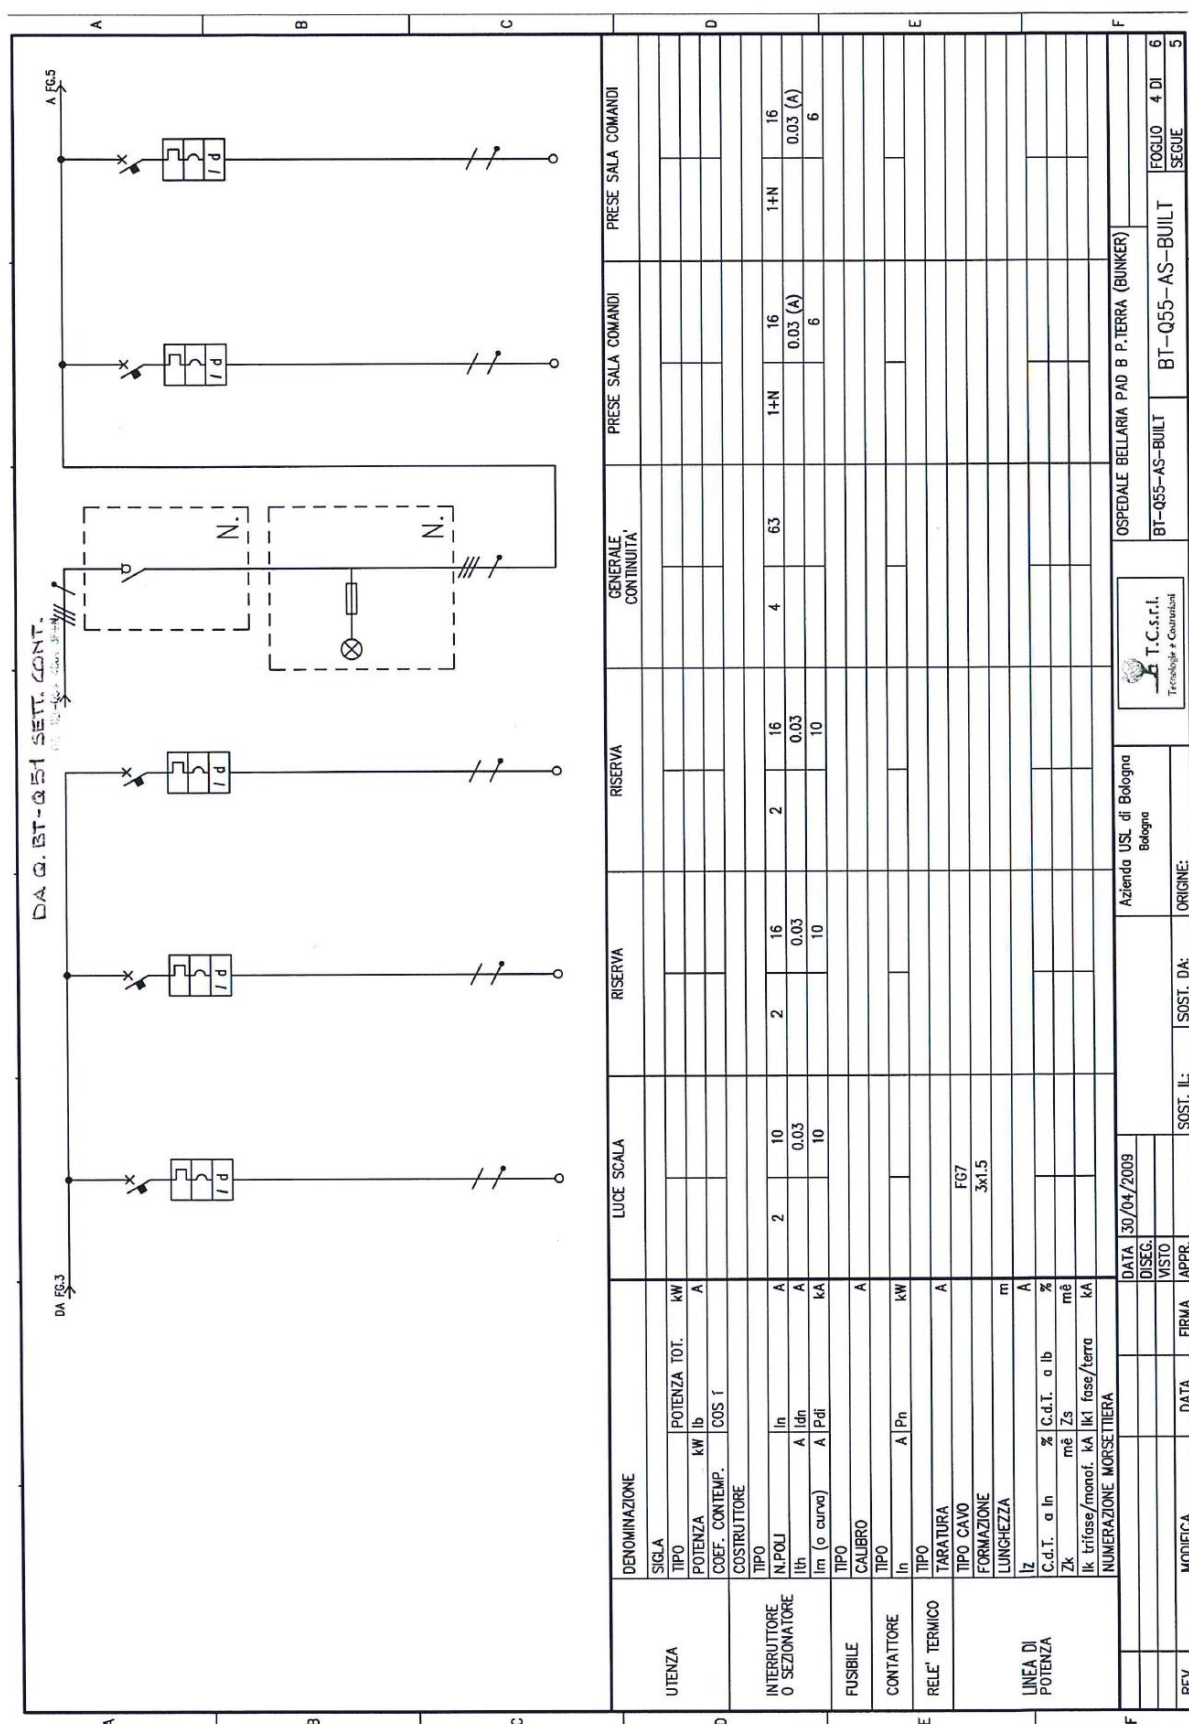 A B C D E F
DA FG.3
DA Q. BT-Q51 SETT. CONT.
A FG.5
I d
I d
I d
N.
N.
I d
I d
UTENZA
DENOMINAZIONE LUCE SCALA RISERVA RISERVA GENERALE CONTINUITA' PRESE SALA COMANDI PRESE SALA COMANDI
SIGLA
TIPO POTENZA TOT. kW
POTENZA kW Ib A
COEF. CONTEMP. COS f
INTERRUTTORE
O SEZIONATORE
COSTRUTTORE
TIPO
N.POLI In A 2 10 2 16 2 16 4 63 1+N 16 1+N 16
Ith A Idn A 0.03 0.03 0.03 0.03 (A) 0.03 (A)
Im (o curva) A Pdi kA 10 10 10 6 6
FUSIBILE
TIPO
CALIBRO A
CONTATTORE
TIPO
In A Pn kW
RELE' TERMICO
TIPO
TARATURA A
LINEA DI
POTENZA
TIPO CAVO FG7
FORMAZIONE 3x1.5
LUNGHEZZA m
Iz A
C.d.T. a In % C.d.T. a Ib %
Zk mê Zs mê
Ik trifase/monof. kA Ik1 fase/terra kA
NUMERAZIONE MORSETTIERA
REV. MODIFICA DATA FIRMA
DATA 30/04/2009
DISEG.
VISTO
APPR.
SOST. IL: SOST. DA: ORIGINE:
Azienda USL di Bologna
Bologna
T.C.s.r.l.
Tecnologie e Costruzioni
OSPEDALE BELLARIA PAD B P.TERRA (BUNKER)
BT-Q55-AS-BUILT
BT-Q55-AS-BUILT
FOGLIO 4 DI 6
SEGUE 5
A B C D E F